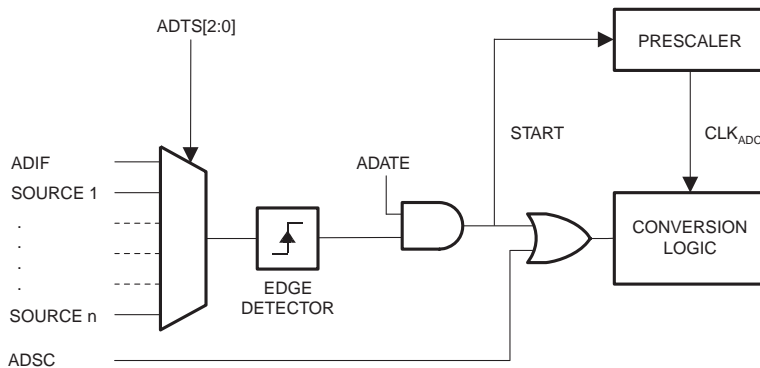 ADTS[2:0]
PRESCALER
START
CLKADC
ADIF
ADATE
SOURCE 1
.
.
.
.
CONVERSION
LOGIC
EDGE
DETECTOR
SOURCE n
ADSC